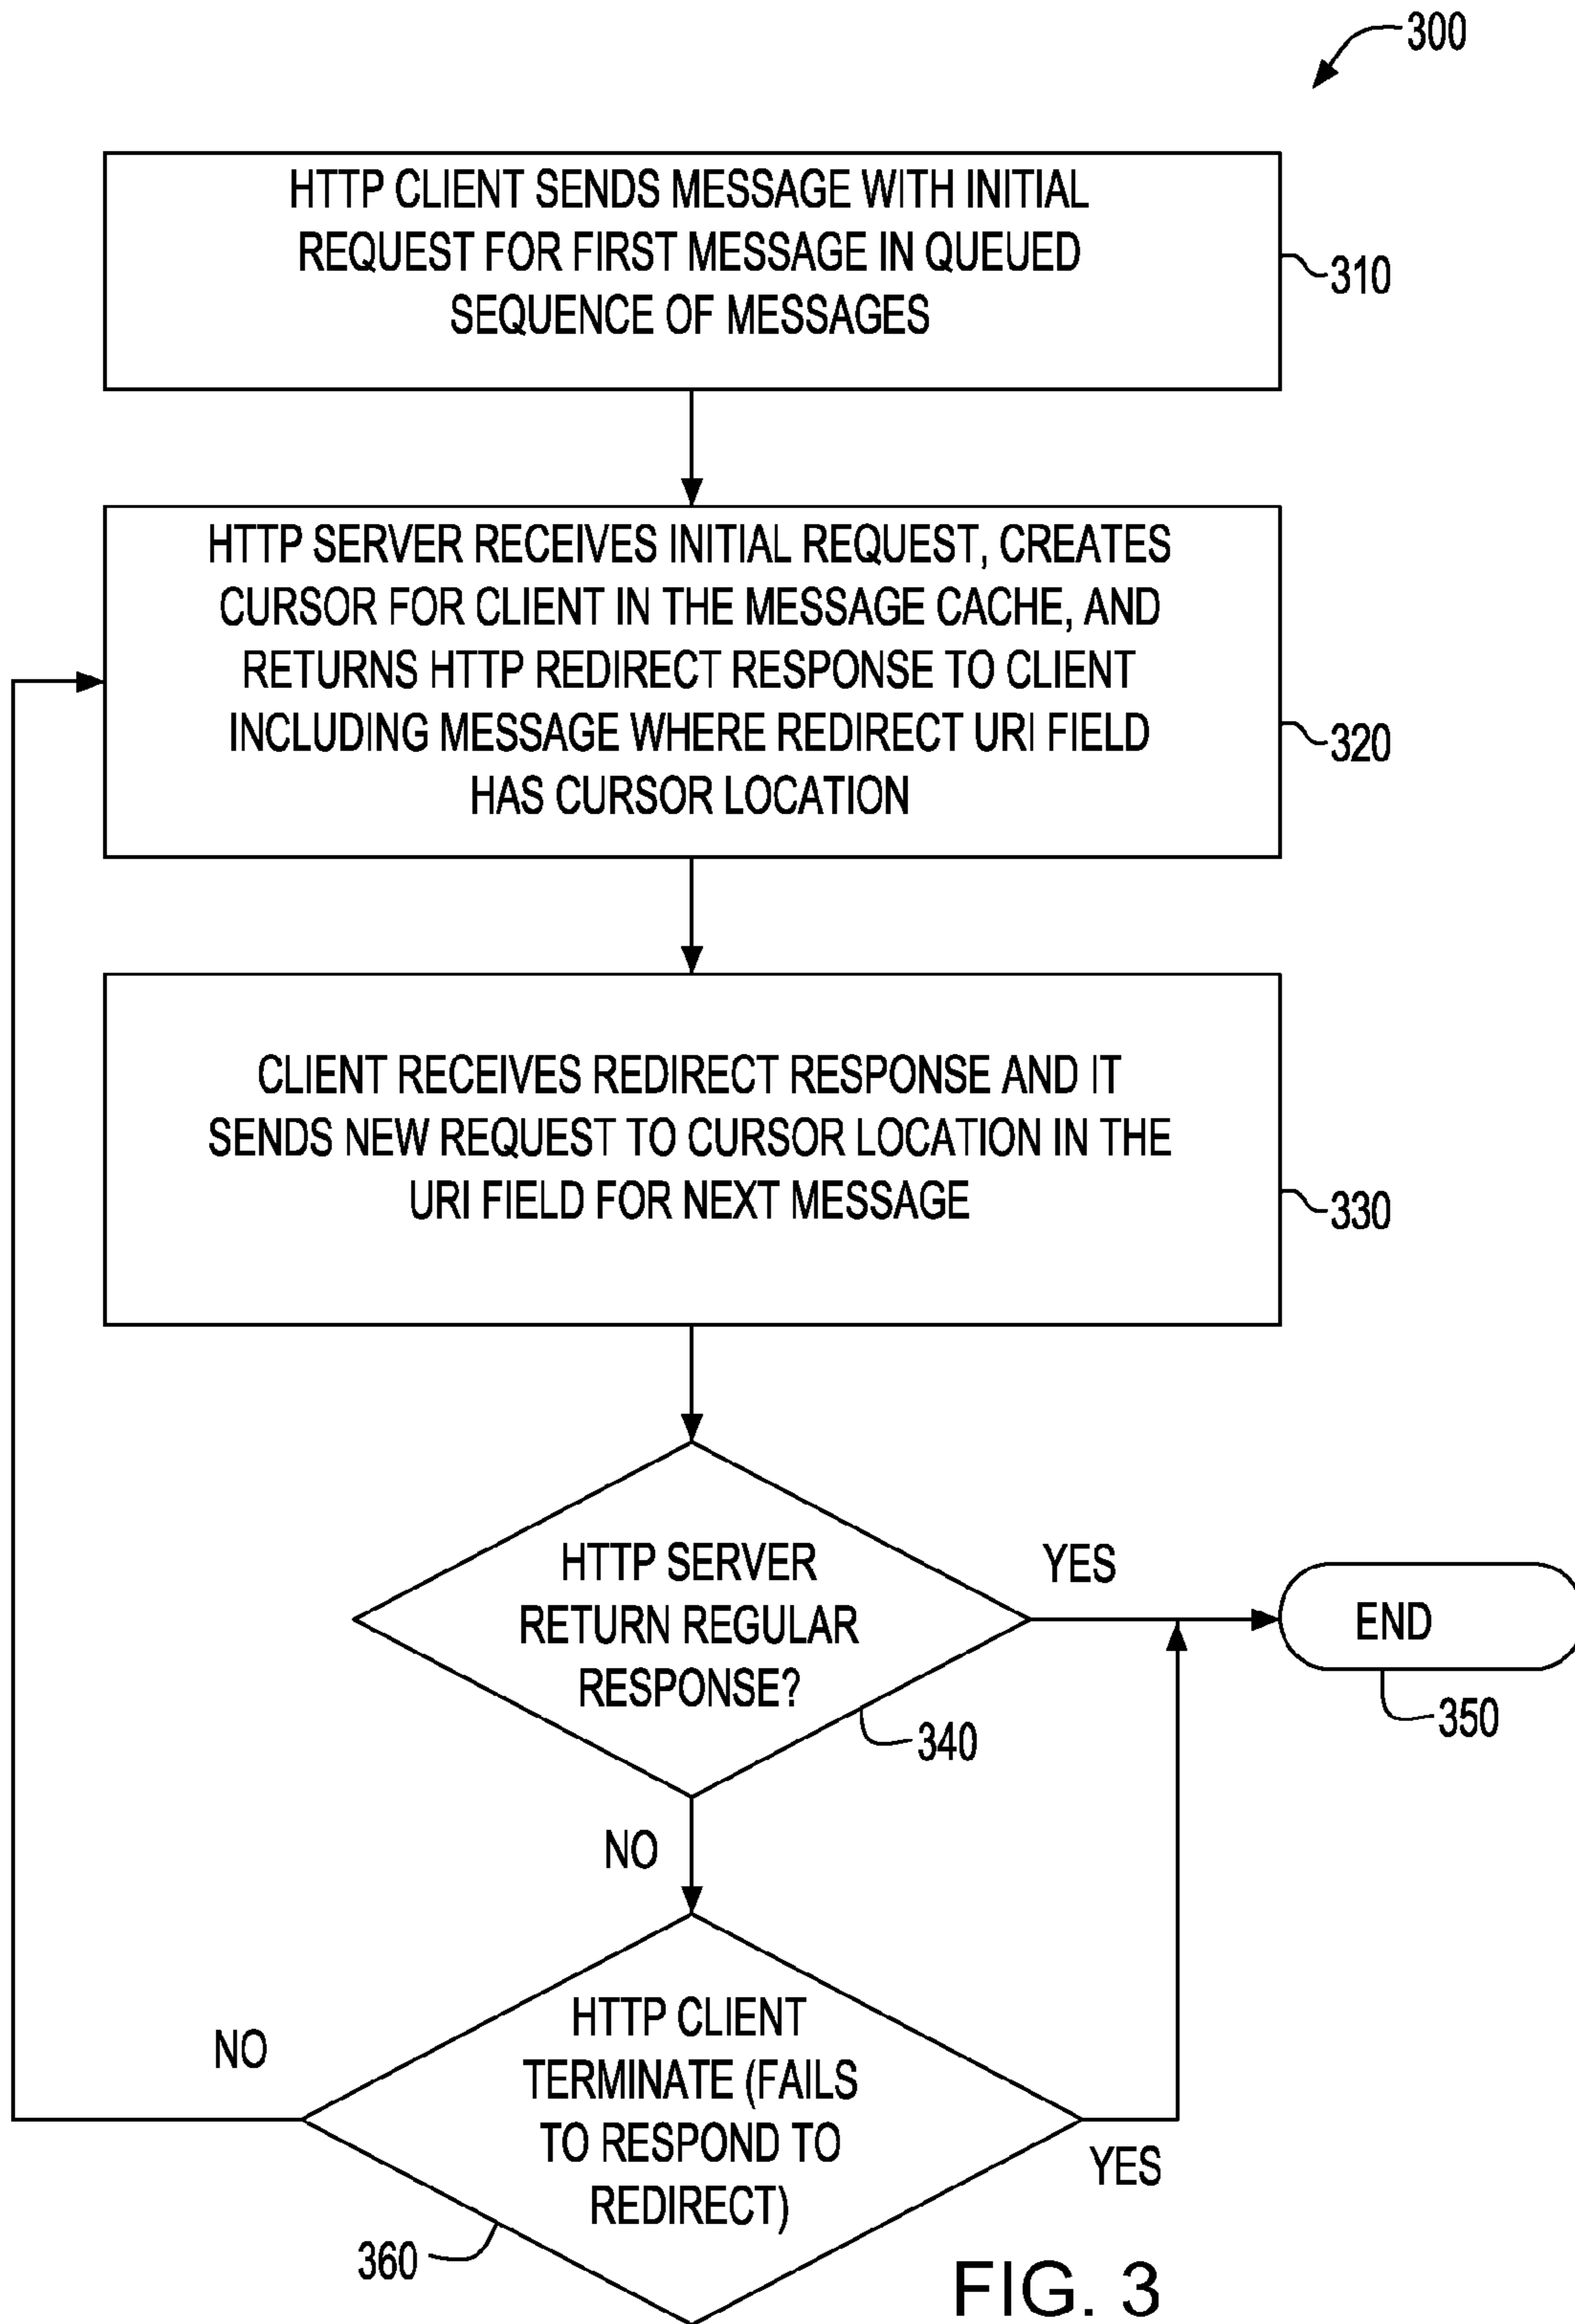 300
HTTP CLIENT SENDS MESSAGE WITH INITIAL
REQUEST FOR FIRST MESSAGE IN QUEUED
SEQUENCE OF MESSAGES
310
HTTP SERVER RECEIVES INITIAL REQUEST, CREATES
CURSOR FOR CLIENT IN THE MESSAGE CACHE, AND
RETURNS HTTP REDIRECT RESPONSE TO CLIENT
INCLUDING MESSAGE WHERE REDIRECT URI FIELD
HAS CURSOR LOCATION
320
CLIENT RECEIVES REDIRECT RESPONSE AND IT
SENDS NEW REQUEST TO CURSOR LOCATION IN THE
URI FIELD FOR NEXT MESSAGE
330
HTTP SERVER
RETURN REGULAR
RESPONSE?
340
YES
END
350
NO
HTTP CLIENT
TERMINATE (FAILS
TO RESPOND TO
REDIRECT)
360
NO
YES
FIG. 3